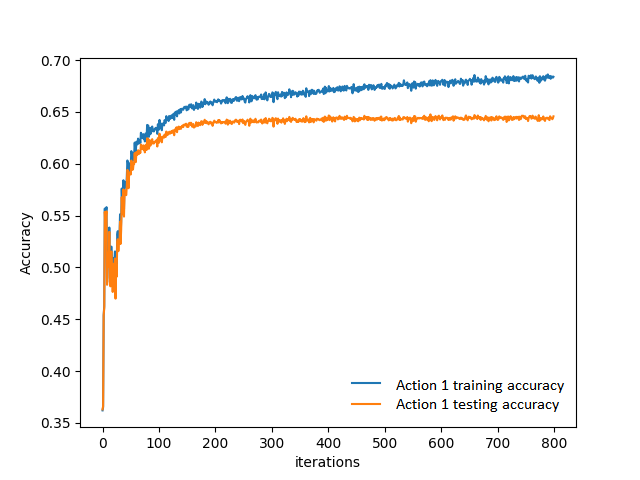 0.70
0.65
0.60
0.55
0.50
0.45
0.40
0.35
Accuracy
Action 1 training accuracy
Action 1 testing accuracy
0 100 200 300 400 500 600 700 800
iterations